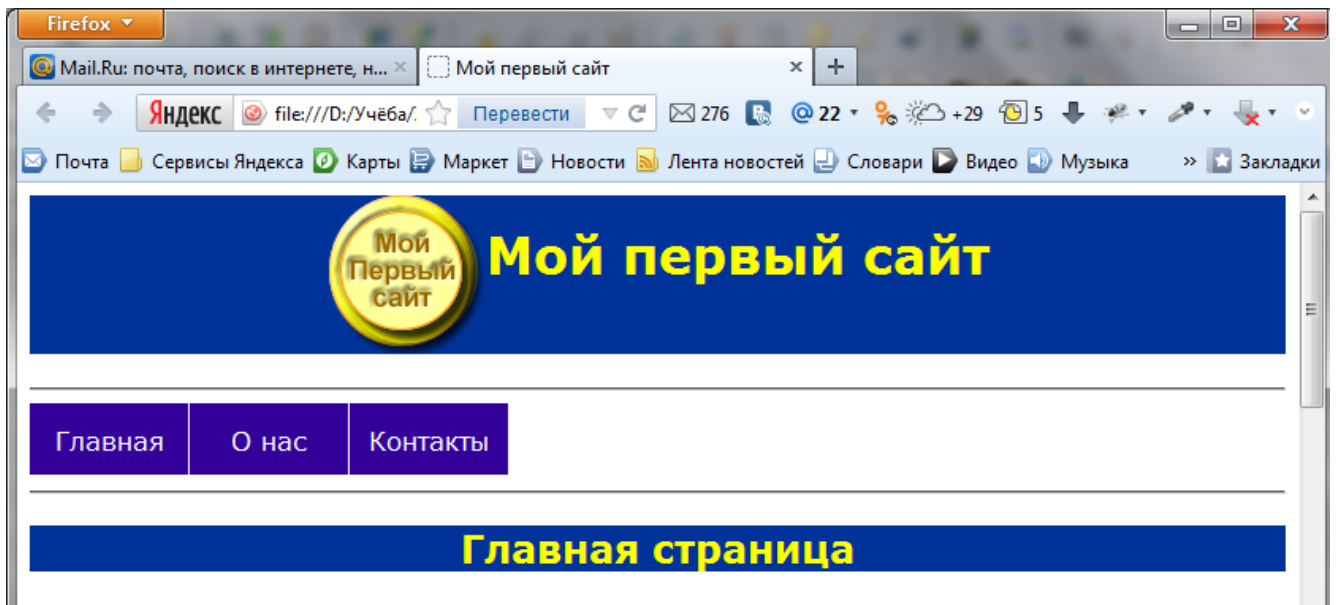 Firefox
Mail.Ru: почта, поиск в интернете, н...
Мой первый сайт
Яндекс file:///D:/Учёба/ Перевести 276 22 +29 5
Почта Сервисы Яндекса Карты Маркет Новости Лента новостей Словари Видео Музыка » Закладки
Мой
Первый
сайт
Мой первый сайт
Главная О нас Контакты
Главная страница